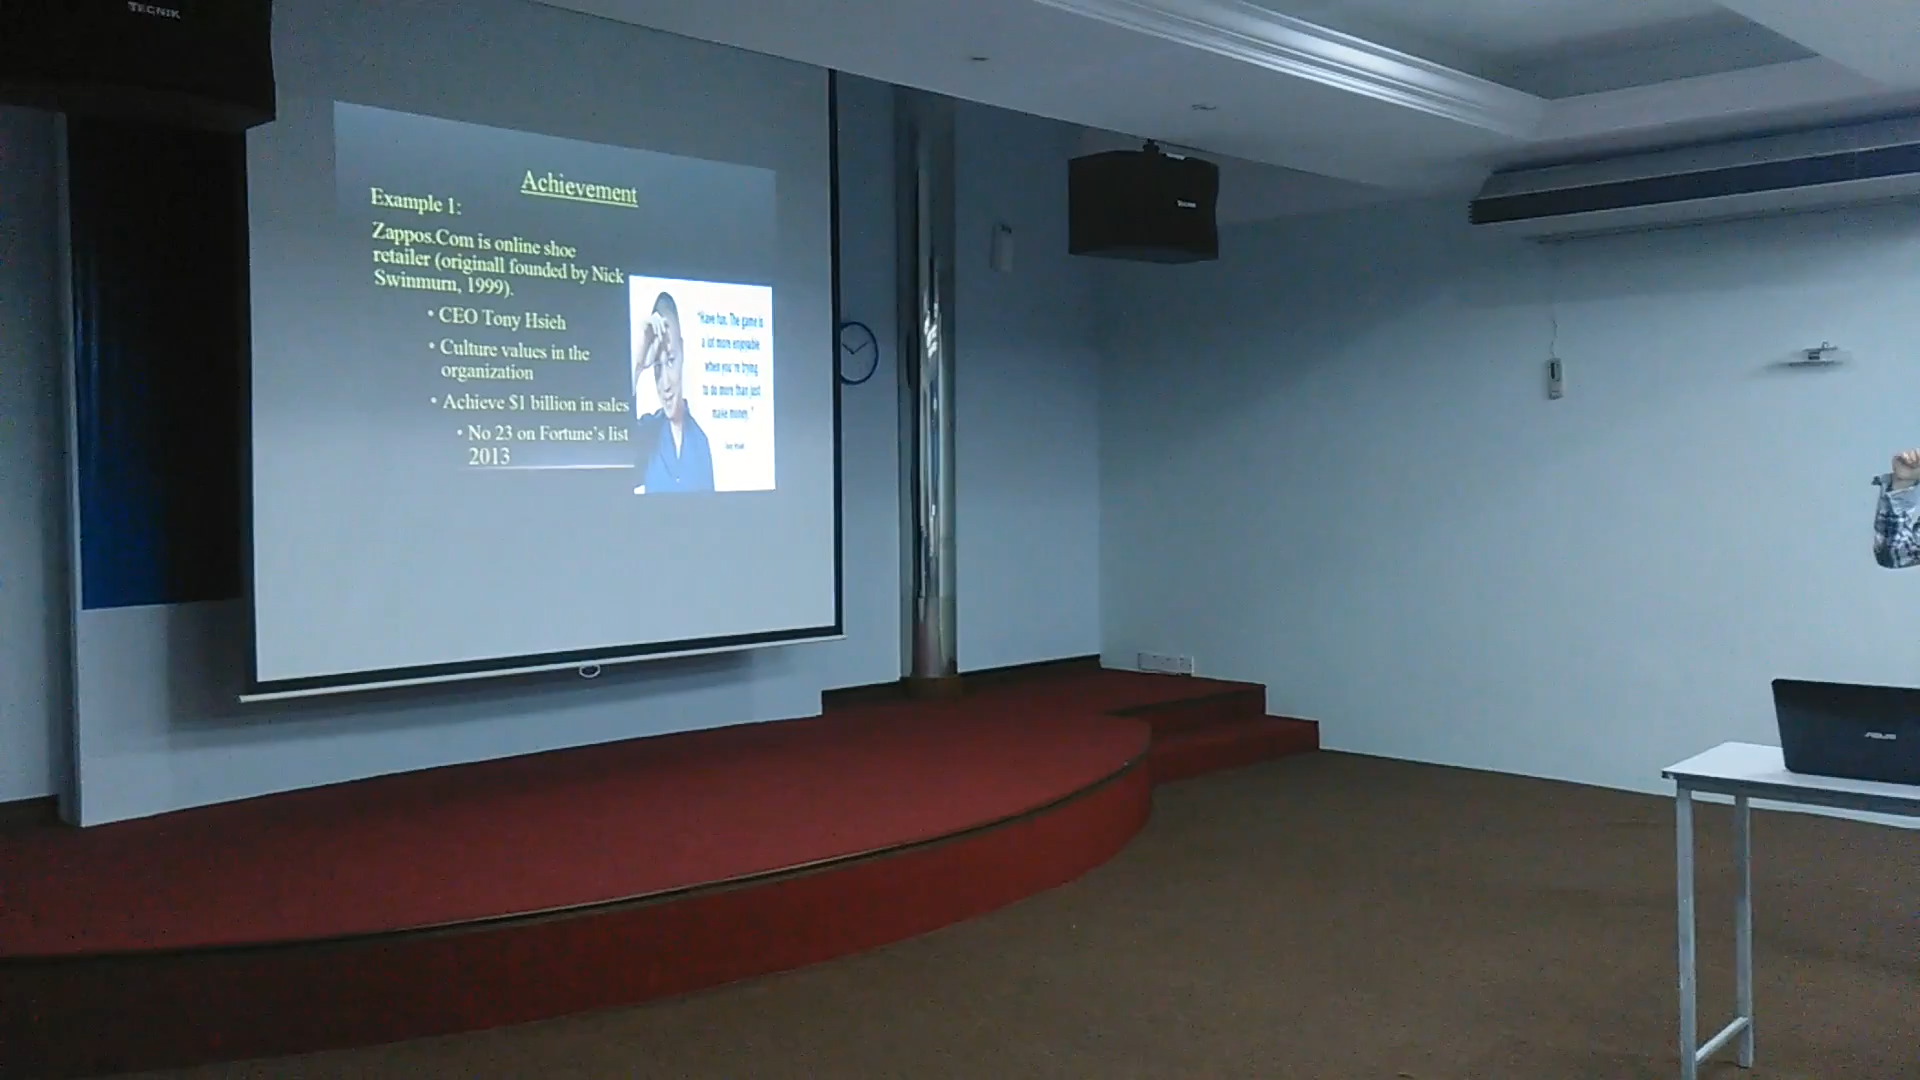 TECNIK
Achievement
Example 1:
Zappos.Com is online shoe
retailer (originall founded by Nick
Swinmurn, 1999).
• CEO Tony Hsieh
• Culture values in the
organization
• Achieve $1 billion in sales
• No 23 on Fortune's list
2013
"Have fun. The game is
a lot more enjoyable
when you're trying
to do more than just
make money."
TECNIK
ASUS